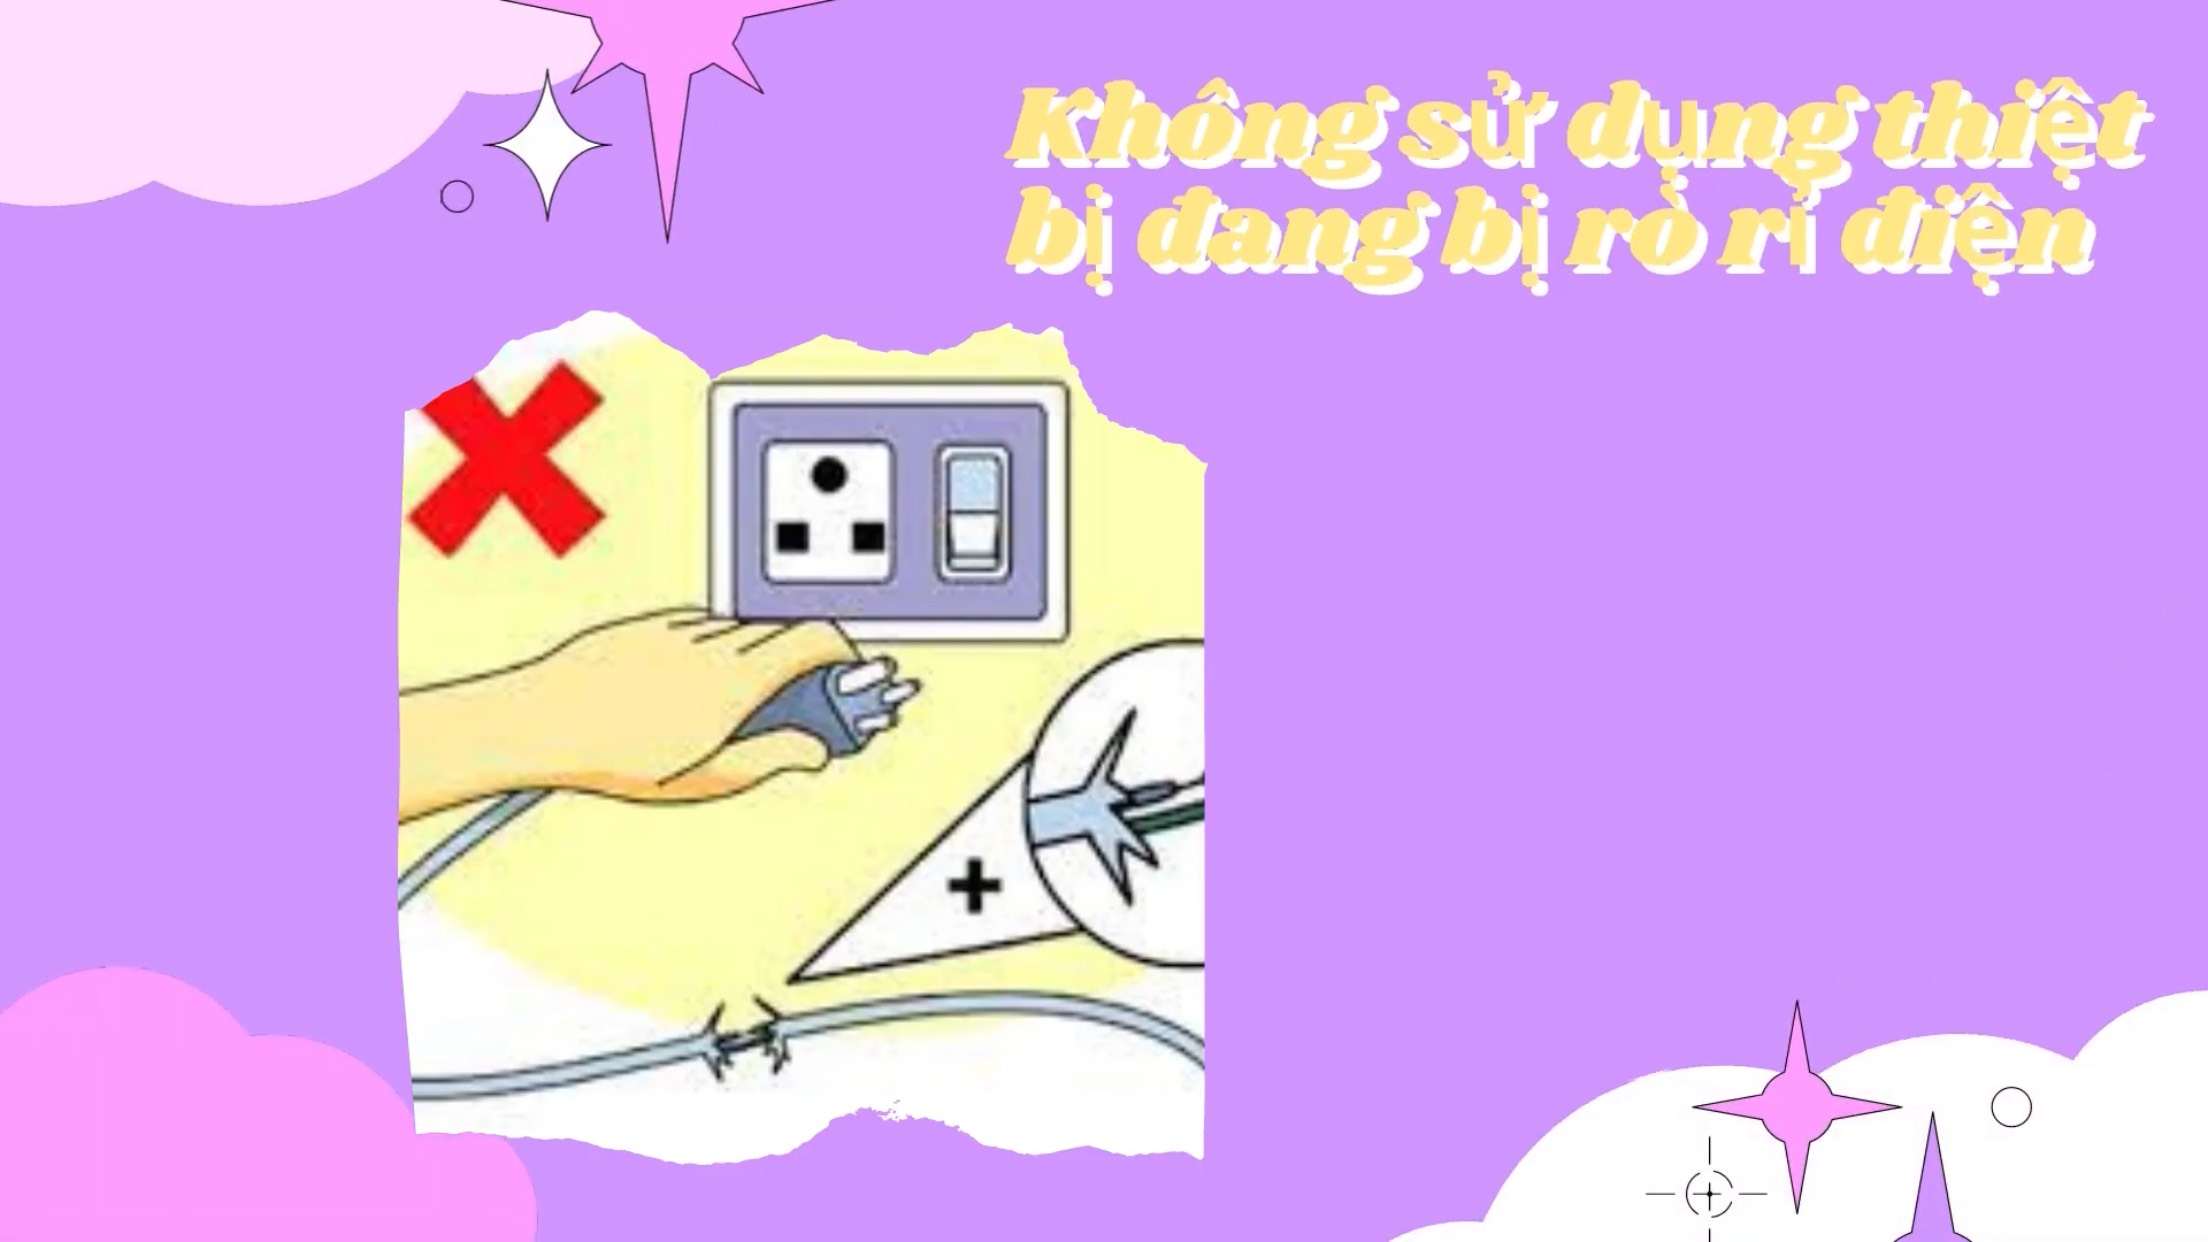 Không sử dụng thiệt
bị đang bị rò rỉ điện
+